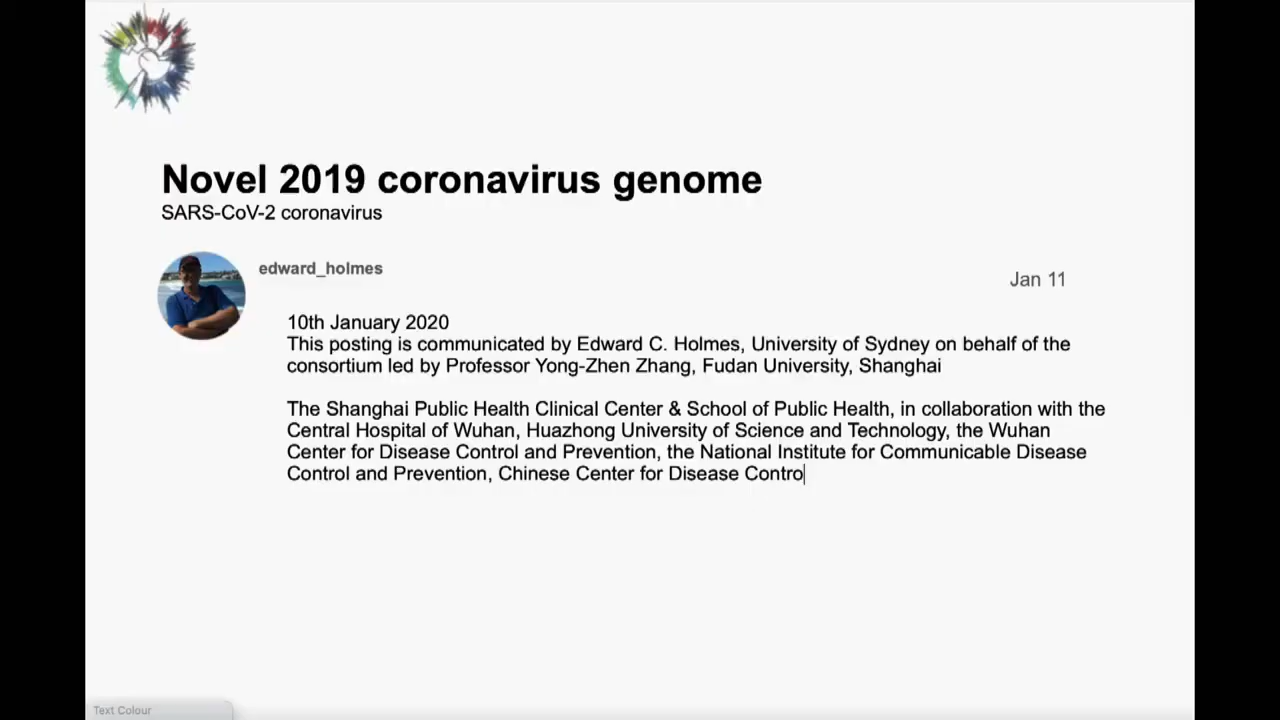 Novel 2019 coronavirus genome
SARS-CoV-2 coronavirus
edward_holmes
Jan 11
10th January 2020
This posting is communicated by Edward C. Holmes, University of Sydney on behalf of the
consortium led by Professor Yong-Zhen Zhang, Fudan University, Shanghai
The Shanghai Public Health Clinical Center & School of Public Health, in collaboration with the
Central Hospital of Wuhan, Huazhong University of Science and Technology, the Wuhan
Center for Disease Control and Prevention, the National Institute for Communicable Disease
Control and Prevention, Chinese Center for Disease Contro
Text Colour